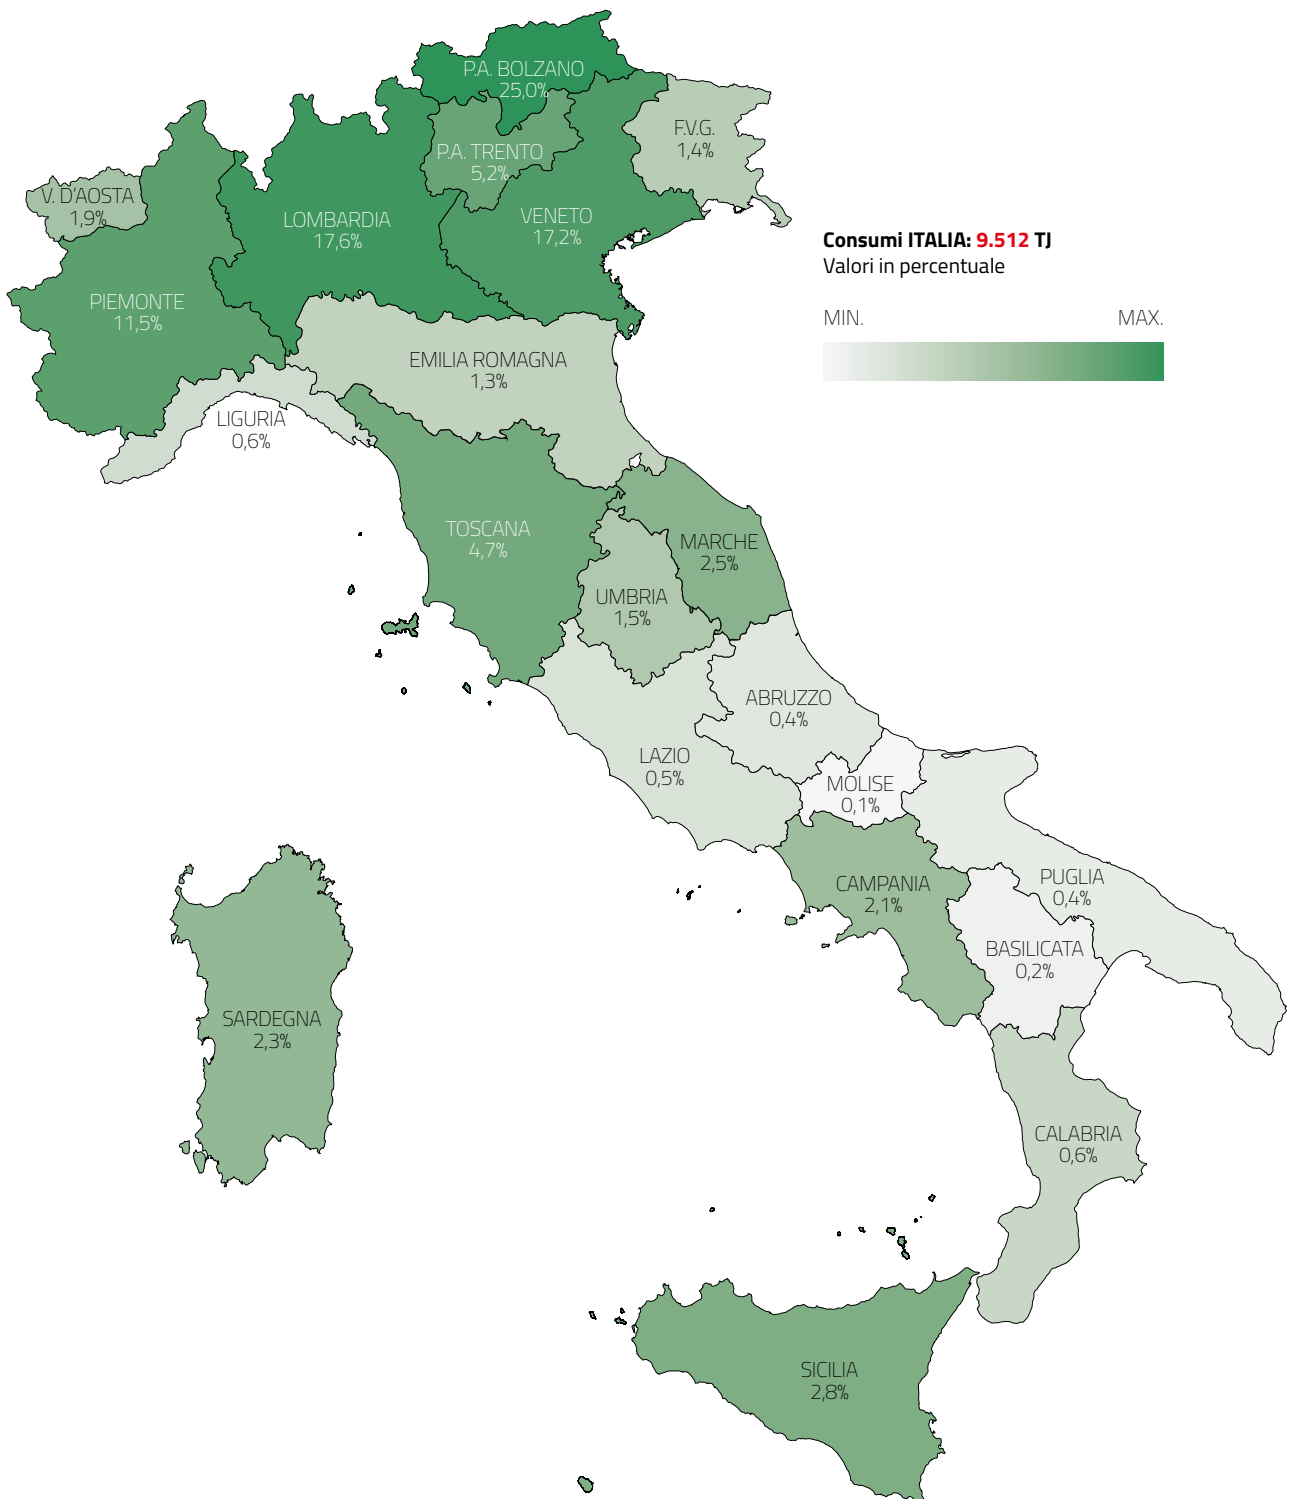 P.A. BOLZANO
25,0%
F.V.G.
1,4%
P.A. TRENTO
5,2%
V. D'AOSTA
1,9%
LOMBARDIA
17,6%
VENETO
17,2%
Consumi ITALIA: 9.512 TJ
Valori in percentuale
MIN. MAX.
PIEMONTE
11,5%
EMILIA ROMAGNA
1,3%
LIGURIA
0,6%
TOSCANA
4,7%
MARCHE
2,5%
UMBRIA
1,5%
ABRUZZO
0,4%
LAZIO
0,5%
MOLISE
0,1%
CAMPANIA
2,1%
PUGLIA
0,4%
BASILICATA
0,2%
SARDEGNA
2,3%
CALABRIA
0,6%
SICILIA
2,8%